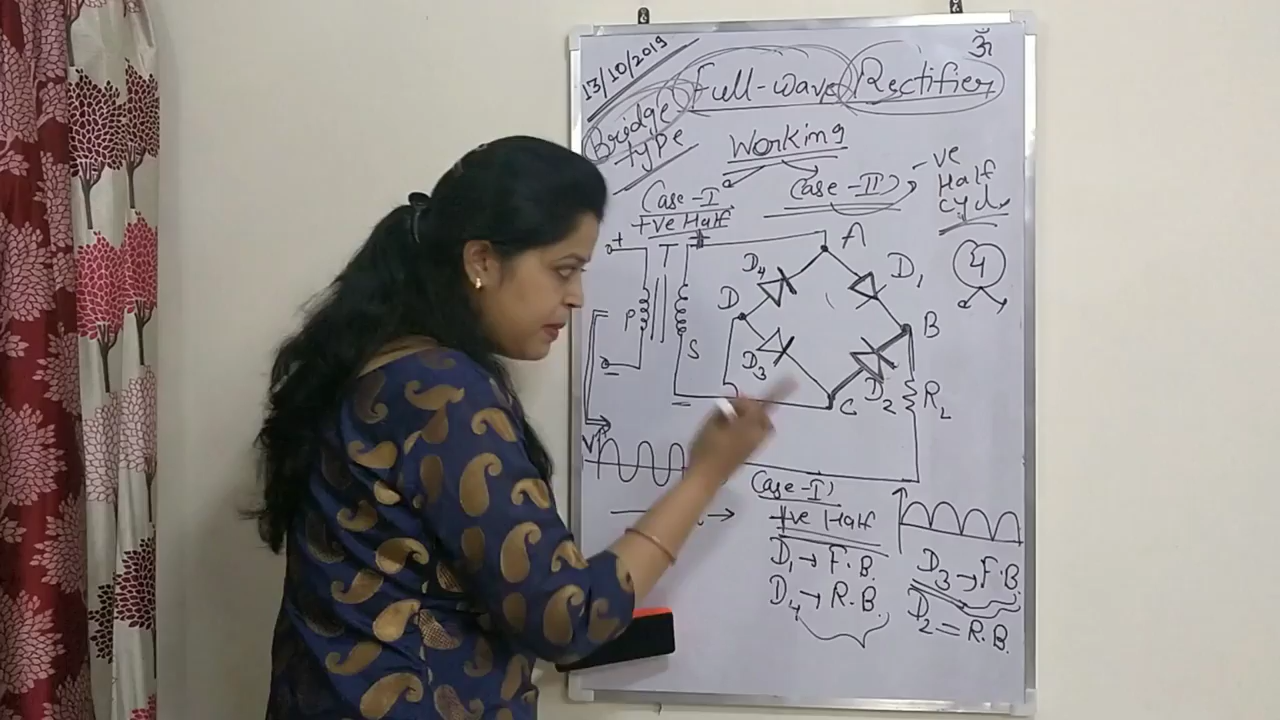 13/10/2019
ॐ
Bridge type
Full-wave Rectifier
Working
Case-I
+ve Half
Case-II
-ve
Half
Cycle
4
+
T
P
S
-
-
A
D4
D1
D
B
D3
D2
C
RL
V
Case-I
+ve Half
D1→F.B.
D4→R.B.
D3→F.B.
D2=R.B.